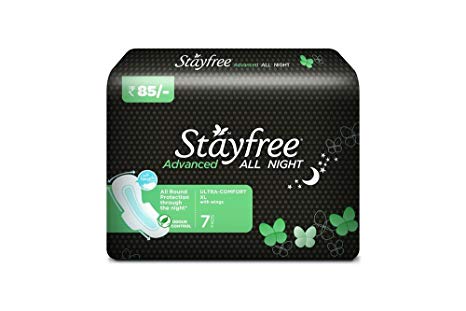 Stayfree
Advanced ALL NIGHT
₹ 85/-
Stayfree®
Advanced ALL NIGHT
All Round
Protection
through
the night*
ODOUR
CONTROL
ULTRA-COMFORT
XL
with wings
7